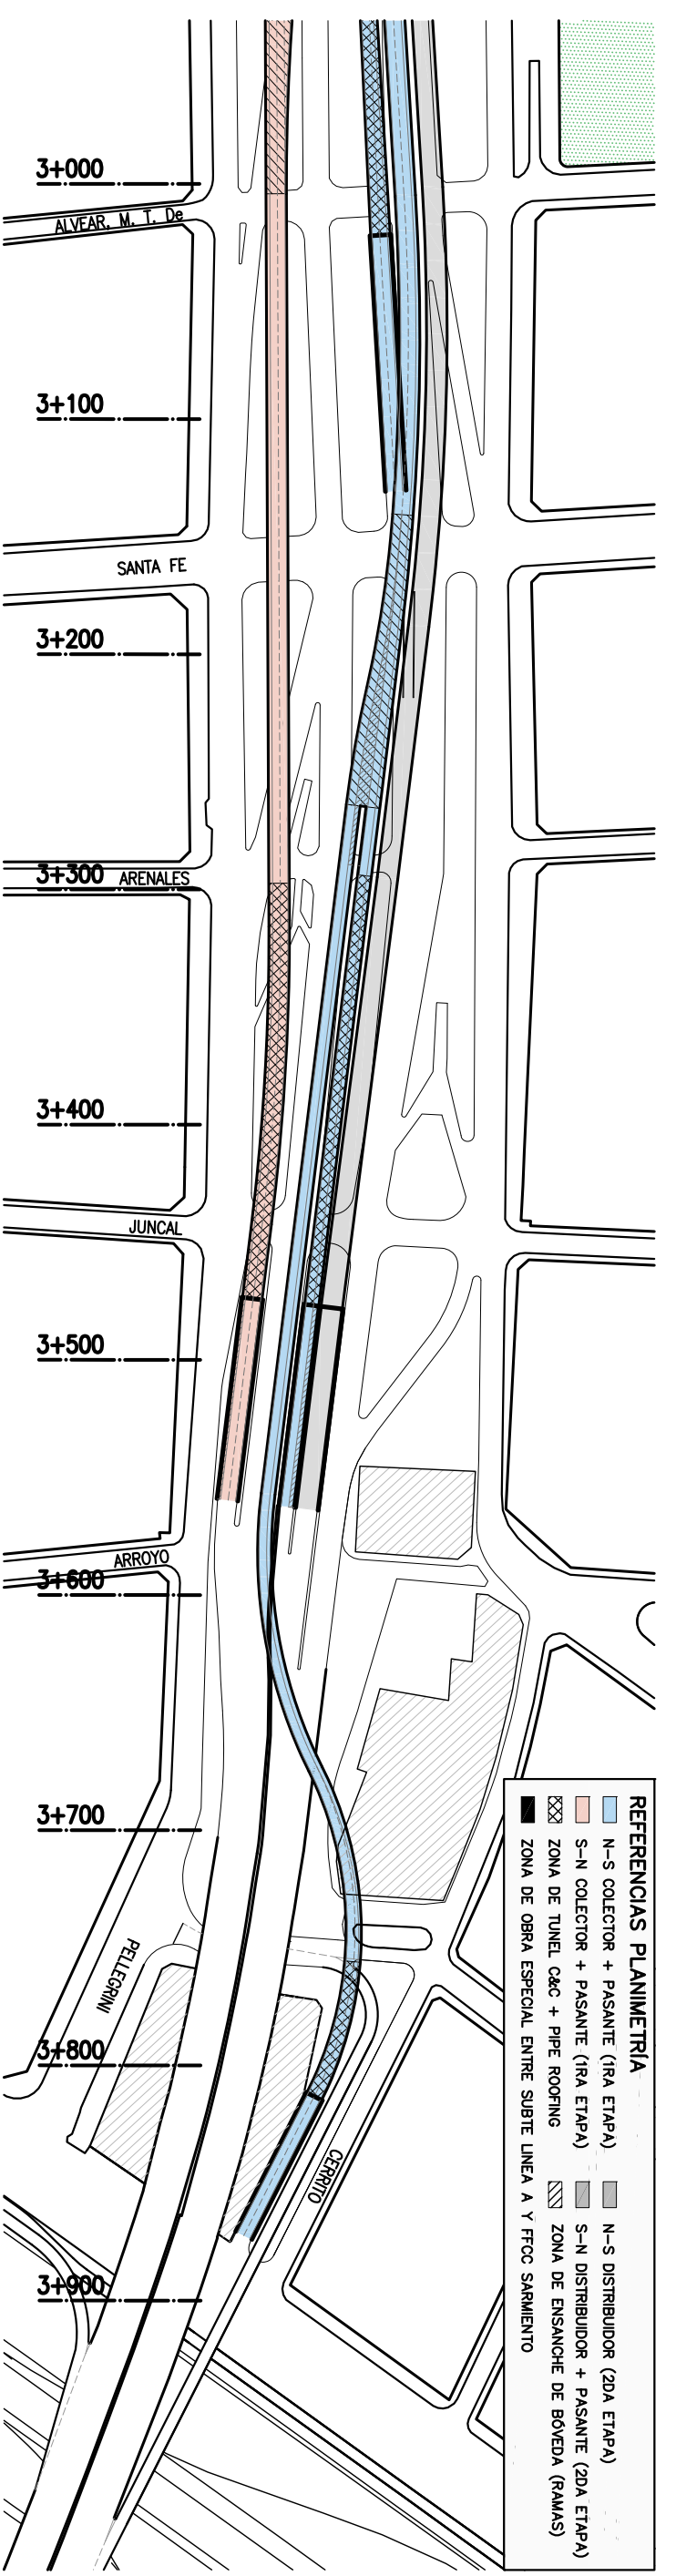 3+000
ALVEAR, M. T. De
3+100
SANTA FE
3+200
3+300 ARENALES
3+400
JUNCAL
3+500
ARROYO
3+600
3+700
PELLEGRINI
3+800
CERRITO
3+900
REFERENCIAS PLANIMETRÍA
N-S COLECTOR + PASANTE (1RA ETAPA)
N-S DISTRIBUIDOR (2DA ETAPA)
S-N COLECTOR + PASANTE (1RA ETAPA)
S-N DISTRIBUIDOR + PASANTE (2DA ETAPA)
ZONA DE TUNEL C&C + PIPE ROOFING
ZONA DE ENSANCHE DE BÓVEDA (RAMAS)
ZONA DE OBRA ESPECIAL ENTRE SUBTE LINEA A Y FFCC SARMIENTO